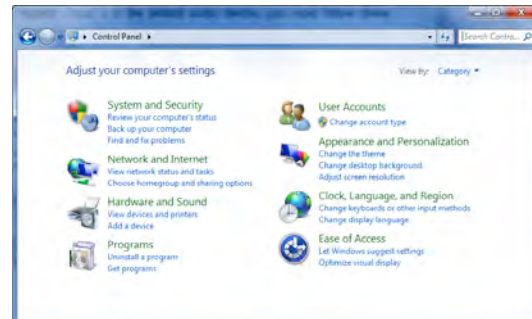 Control Panel
Search Contro...
Adjust your computer's settings
View by: Category
System and Security
Review your computer's status
Back up your computer
Find and fix problems
Network and Internet
View network status and tasks
Choose homegroup and sharing options
Hardware and Sound
View devices and printers
Add a device
Programs
Uninstall a program
Get programs
User Accounts
Change account type
Appearance and Personalization
Change the theme
Change desktop background
Adjust screen resolution
Clock, Language, and Region
Change keyboards or other input methods
Change display language
Ease of Access
Let Windows suggest settings
Optimize visual display